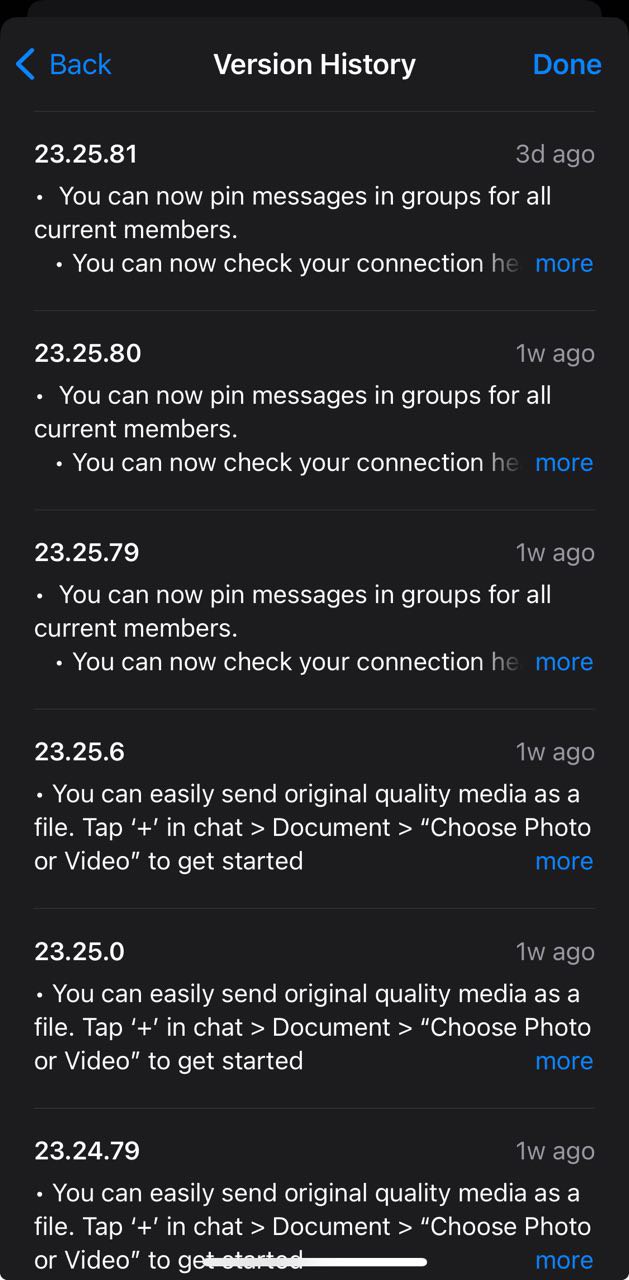 Back
Version History
Done
23.25.81
3d ago
• You can now pin messages in groups for all
current members.
• You can now check your connection he more
23.25.80
1w ago
• You can now pin messages in groups for all
current members.
• You can now check your connection he more
23.25.79
1w ago
• You can now pin messages in groups for all
current members.
• You can now check your connection he more
23.25.6
1w ago
• You can easily send original quality media as a
file. Tap ‘+’ in chat > Document > “Choose Photo
or Video” to get started more
23.25.0
1w ago
• You can easily send original quality media as a
file. Tap ‘+’ in chat > Document > “Choose Photo
or Video” to get started more
23.24.79
1w ago
• You can easily send original quality media as a
file. Tap ‘+’ in chat > Document > “Choose Photo
or Video” to get started more